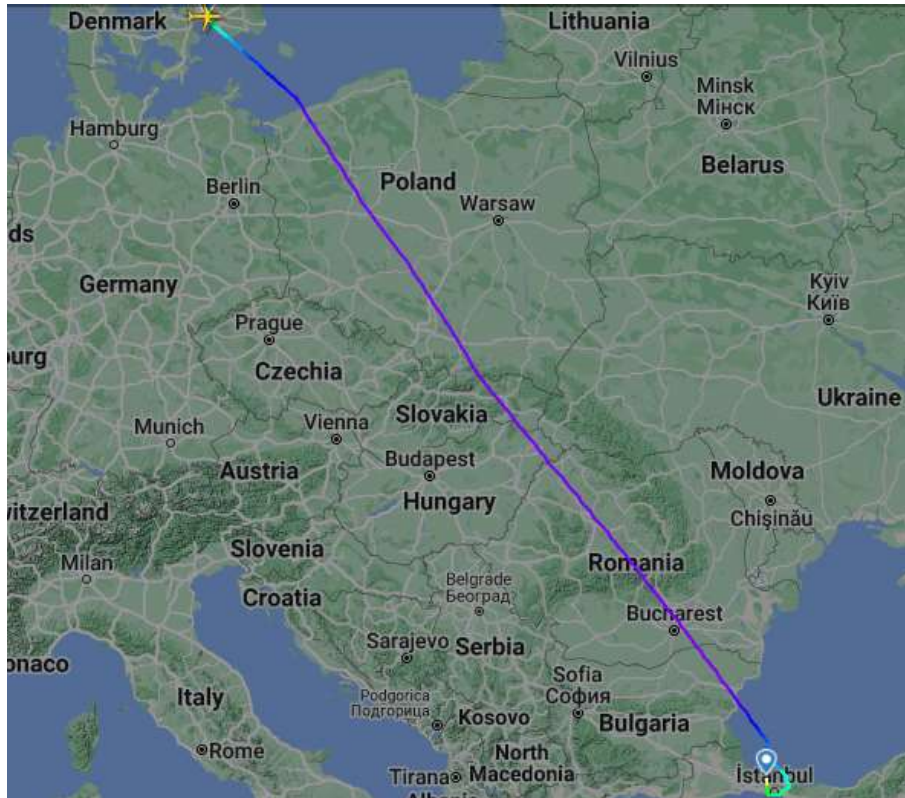 Denmark
Lithuania
Vilnius
Minsk
Мінск
Hamburg
Belarus
Berlin
Poland
Warsaw
ds
Germany
Kyiv
Київ
Prague
urg
Czechia
Ukraine
Slovakia
Munich
Vienna
Budapest
Austria
Moldova
Hungary
witzerland
Chișinău
Slovenia
Milan
Romania
Croatia
Belgrade
Београд
Bucharest
Sarajevo
Serbia
onaco
Sofia
София
Italy
Podgorica
Подгорица
Kosovo
Bulgaria
Rome
North
Macedonia
Tirana
İstanbul